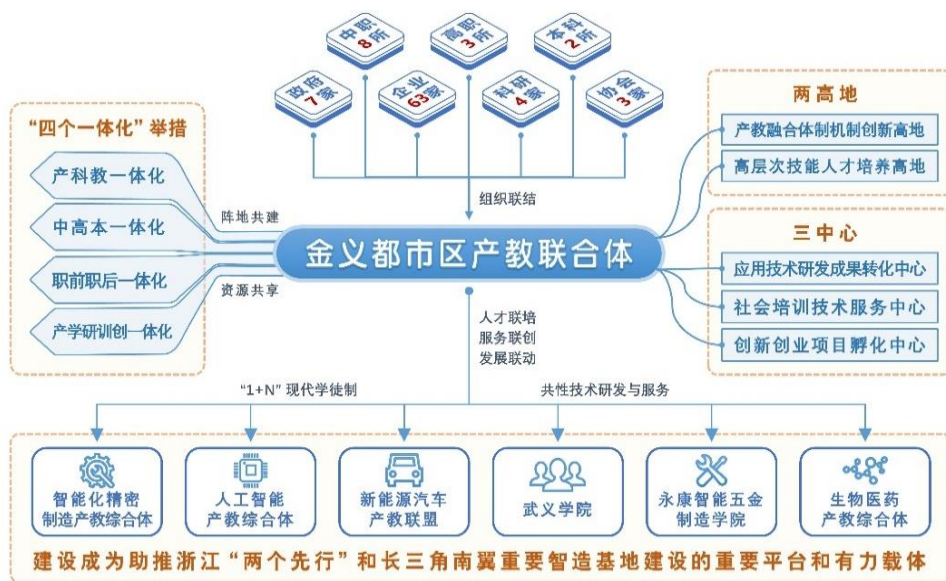 中职
8所
高职
3所
本科
2所
政府
7家
企业
63家
科研
4家
协会
3家
“四个一体化”举措
产科教一体化
中高本一体化
职前职后一体化
产学研训创一体化
阵地共建
资源共享
组织联结
金义都市区产教联合体
两高地
产教融合体制机制创新高地
高层次技能人才培养高地
三中心
应用技术研发成果转化中心
社会培训技术服务中心
创新创业项目孵化中心
人才联培
服务联创
发展联动
“1+N”现代学徒制
共性技术研发与服务
智能化精密
制造产教综合体
人工智能
产教综合体
新能源汽车
产教联盟
武义学院
永康智能五金
制造学院
生物医药
产教综合体
建设成为助推浙江“两个先行”和长三角南翼重要智造基地建设的重要平台和有力载体